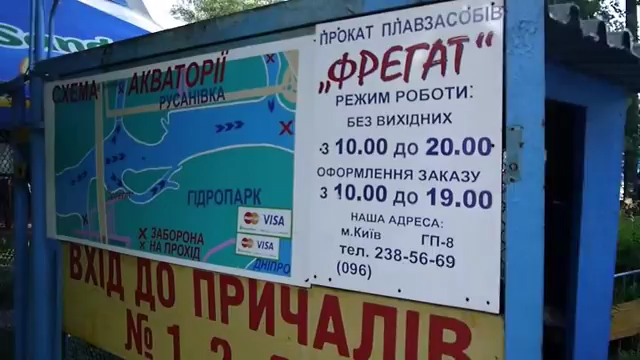 СХЕМА АКВАТОРІЇ
РУСАНІВКА
ГІДРОПАРК
VISA
VISA
Х ЗАБОРОНА
Х НА ПРОХІД
ДНІПРО
ПРОКАТ ПЛАВЗАСОБІВ
„ФРЕГАТ“
РЕЖИМ РОБОТИ:
БЕЗ ВИХІДНИХ
З 10.00 ДО 20.00
ОФОРМЛЕННЯ ЗАКАЗУ
З 10.00 ДО 19.00
НАША АДРЕСА:
м.Київ ГП-8
тел. 238-56-69
(096)
ВХІД ДО ПРИЧАЛІВ
№ 1, 2